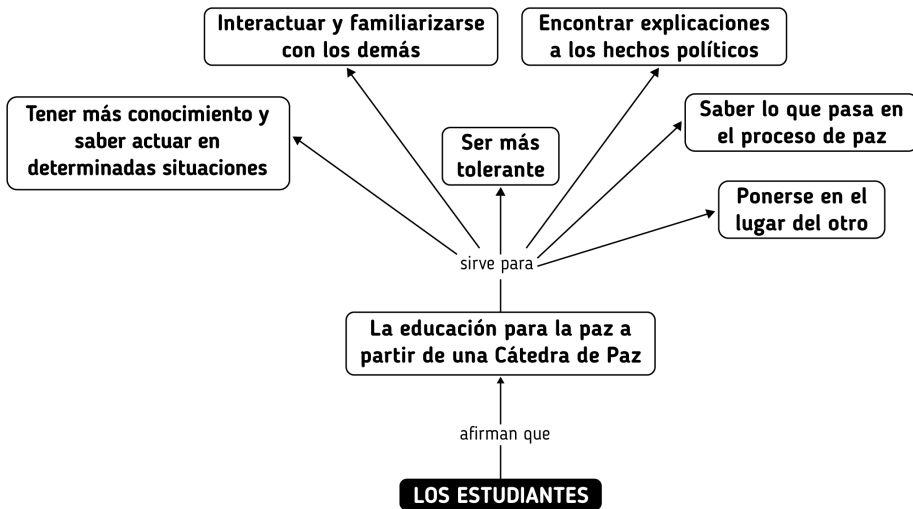 Interactuar y familiarizarse
con los demás
Encontrar explicaciones
a los hechos políticos
Tener más conocimiento y
saber actuar en
determinadas situaciones
Ser más
tolerante
Saber lo que pasa en
el proceso de paz
Ponerse en el
lugar del otro
sirve para
La educación para la paz a
partir de una Cátedra de Paz
afirman que
LOS ESTUDIANTES